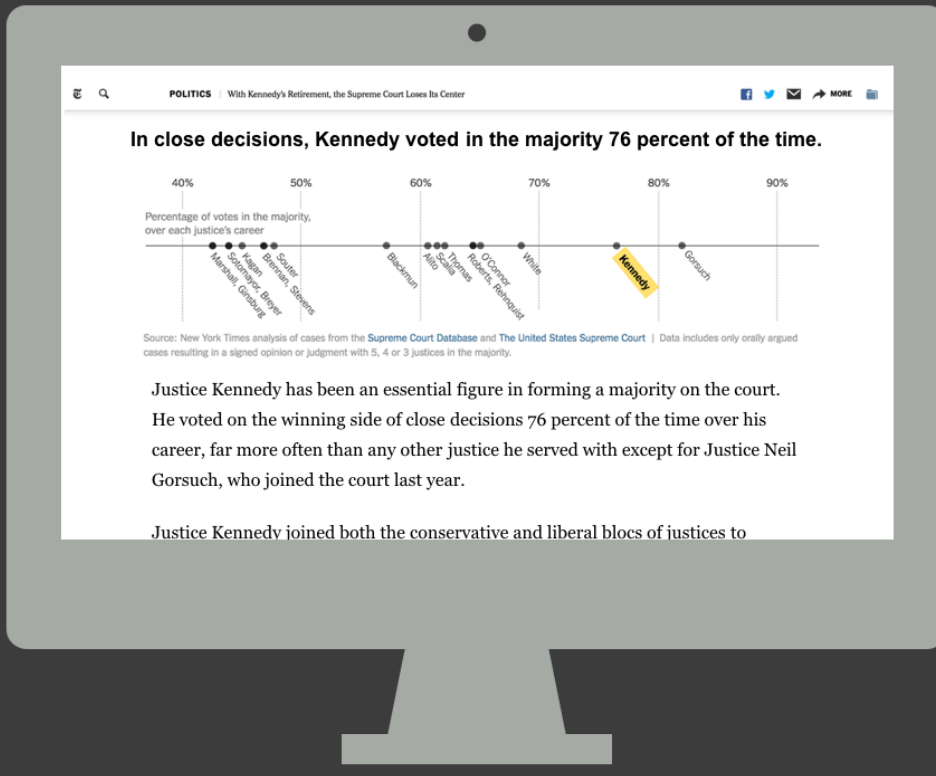 POLITICS | With Kennedy's Retirement, the Supreme Court Loses Its Center
MORE
In close decisions, Kennedy voted in the majority 76 percent of the time.
40% 50% 60% 70% 80% 90%
Percentage of votes in the majority,
over each justice's career
Marshall, Ginsburg
Sotomayor, Breyer
Kagan
Brennan, Stevens
Souter
Blackmun
Alito
Scalia
Thomas
Roberts, Rehnquist
O'Connor
White
Kennedy
Gorsuch
Source: New York Times analysis of cases from the Supreme Court Database and The United States Supreme Court | Data includes only orally argued
cases resulting in a signed opinion or judgment with 5, 4 or 3 justices in the majority.
Justice Kennedy has been an essential figure in forming a majority on the court.
He voted on the winning side of close decisions 76 percent of the time over his
career, far more often than any other justice he served with except for Justice Neil
Gorsuch, who joined the court last year.
Justice Kennedy joined both the conservative and liberal blocs of justices to